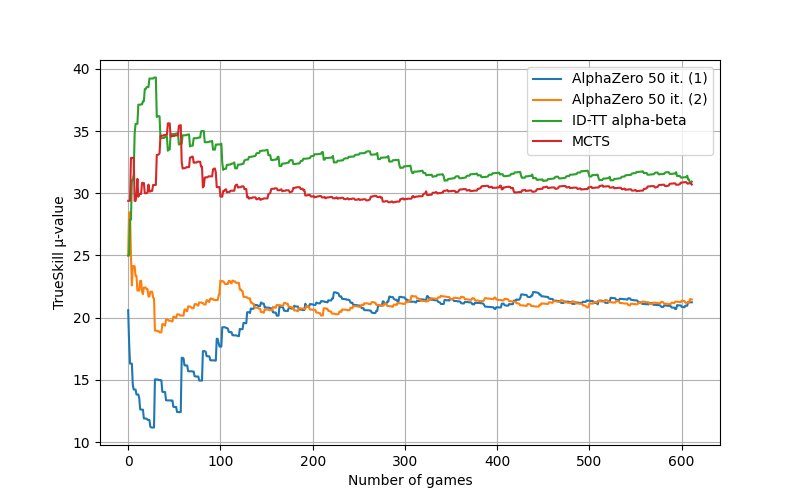 40
35
30
25
20
15
10
TrueSkill μ-value
0
100
200
300
400
500
600
Number of games
AlphaZero 50 it. (1)
AlphaZero 50 it. (2)
ID-TT alpha-beta
MCTS